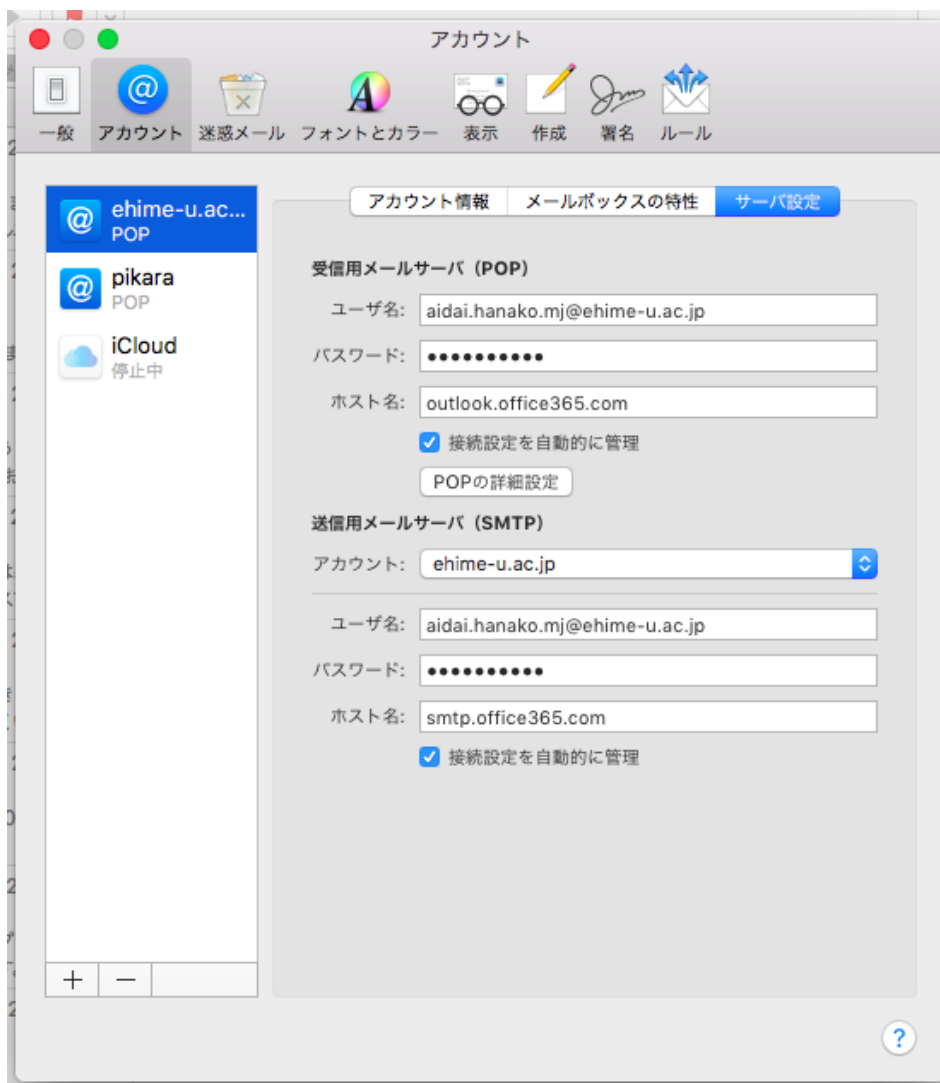 アカウント
一般 アカウント 迷惑メール フォントとカラー 表示 作成 署名 ルール
ehime-u.ac...
POP
pikara
POP
iCloud
停止中
アカウント情報 メールボックスの特性 サーバ設定
受信用メールサーバ（POP）
ユーザ名: aidai.hanako.mj@ehime-u.ac.jp
パスワード: ●●●●●●●●●●
ホスト名: outlook.office365.com
接続設定を自動的に管理
POPの詳細設定
送信用メールサーバ（SMTP）
アカウント: ehime-u.ac.jp
ユーザ名: aidai.hanako.mj@ehime-u.ac.jp
パスワード: ●●●●●●●●●●
ホスト名: smtp.office365.com
接続設定を自動的に管理
?